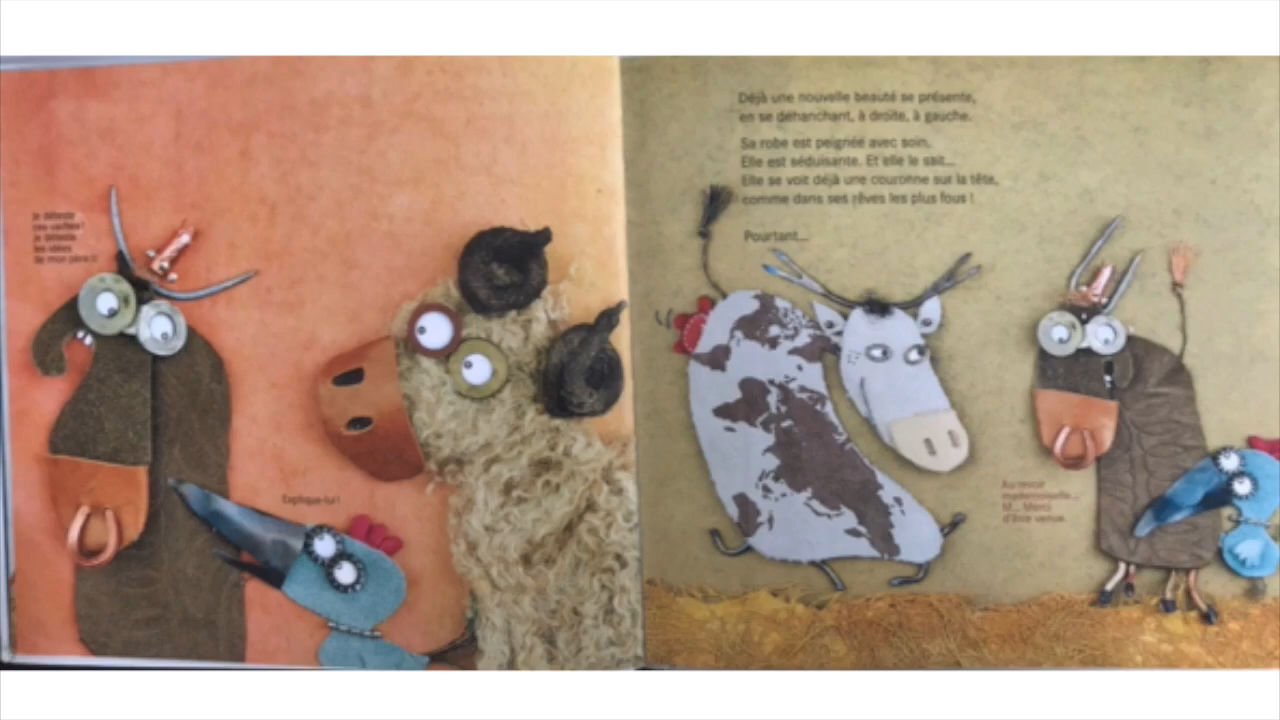 Je déteste
ces vaches !
Je déteste
les idées
de mon père !!
Explique-lui !
Déjà une nouvelle beauté se présente,
en se déhanchant, à droite, à gauche.
Sa robe est peignée avec soin.
Elle est séduisante. Et elle le sait...
Elle se voit déjà une couronne sur la tête,
comme dans ses rêves les plus fous !
Pourtant...
Au revoir
mademoiselle...
M... Merci
d'être venue.